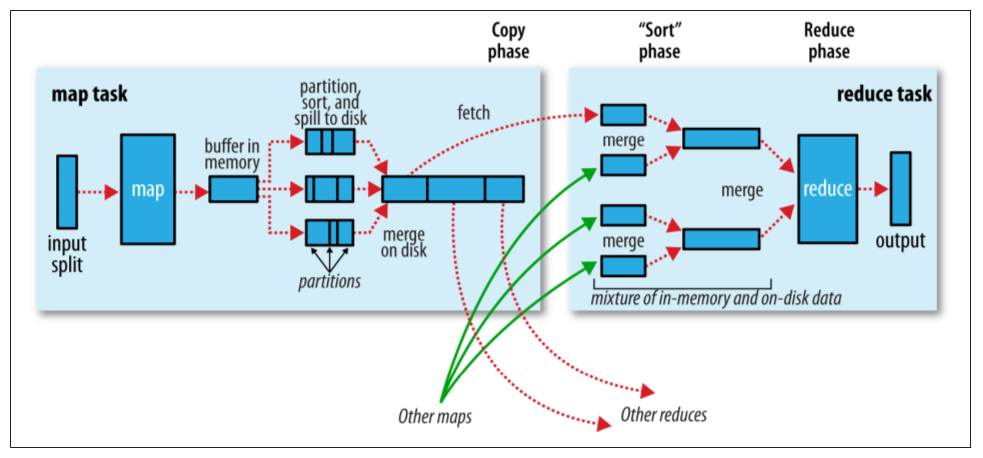 Copy
phase
“Sort”
phase
Reduce
phase
map task
partition,
sort, and
spill to disk
fetch
buffer in
memory
map
input
split
merge
on disk
partitions
reduce task
merge
merge
merge
reduce
output
mixture of in-memory and on-disk data
Other maps
Other reduces